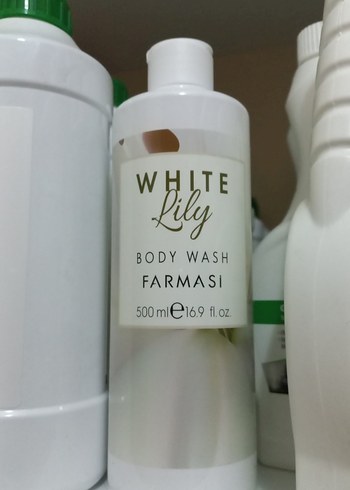 WHITE
Lily
BODY WASH
FARMASi
500 ml e 16.9 fl.oz.